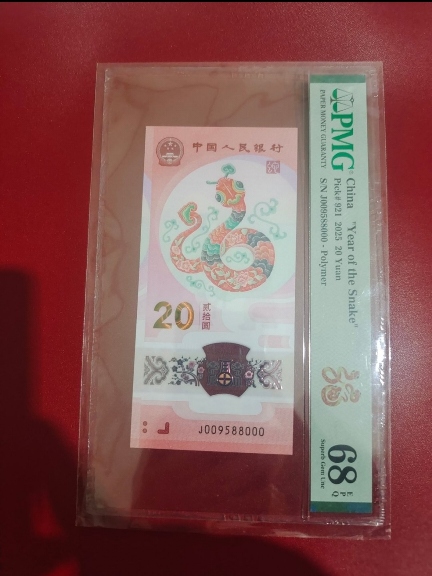 中国人民银行
20 贰拾圆
J009588000
PMG
PAPER MONEY GUARANTY
China "Year of the Snake"
Pick# 921 2025 20 Yuan
S/N J009588000 - Polymer
68 EPQ
Superb Gem Unc